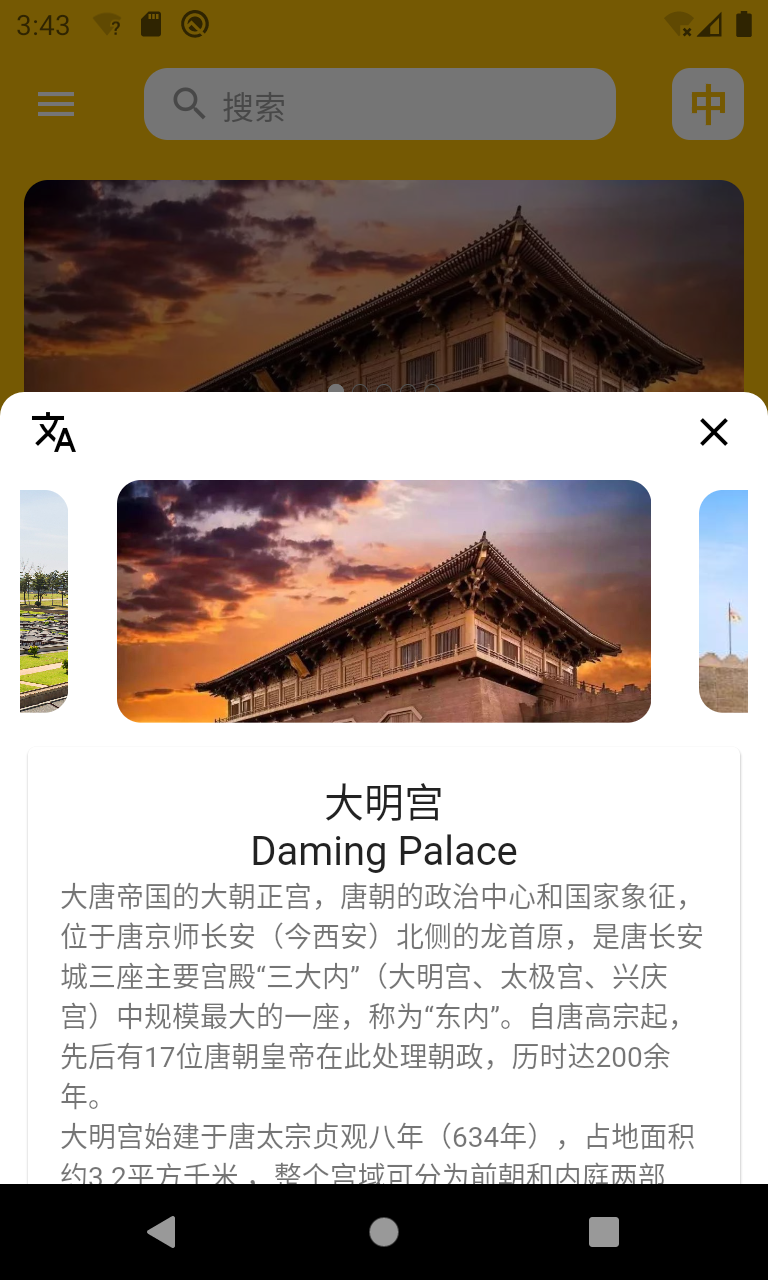 3:43
搜索
中
大明宫
Daming Palace
大唐帝国的大朝正宫，唐朝的政治中心和国家象征，
位于唐京师长安（今西安）北侧的龙首原，是唐长安
城三座主要宫殿“三大内”（大明宫、太极宫、兴庆
宫）中规模最大的一座，称为“东内”。自唐高宗起，
先后有17位唐朝皇帝在此处理朝政，历时达200余
年。
大明宫始建于唐太宗贞观八年（634年），占地面积
约3.2平方千米 ，整个宫域可分为前朝和内庭两部